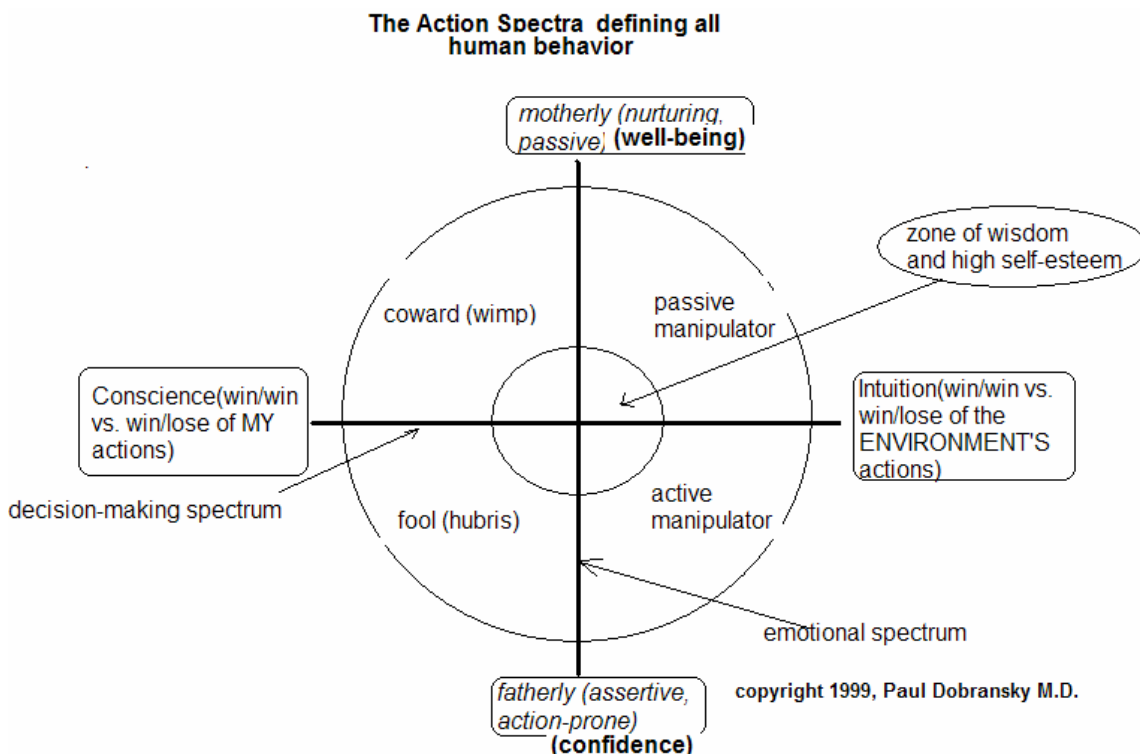 The Action Spectra defining all
human behavior
motherly (nurturing,
passive) (well-being)
zone of wisdom
and high self-esteem
coward (wimp)
passive
manipulator
Conscience(win/win
vs. win/lose of MY
actions)
Intuition(win/win vs.
win/lose of the
ENVIRONMENT'S
actions)
decision-making spectrum
fool (hubris)
active
manipulator
emotional spectrum
fatherly (assertive,
action-prone)
(confidence)
copyright 1999, Paul Dobransky M.D.